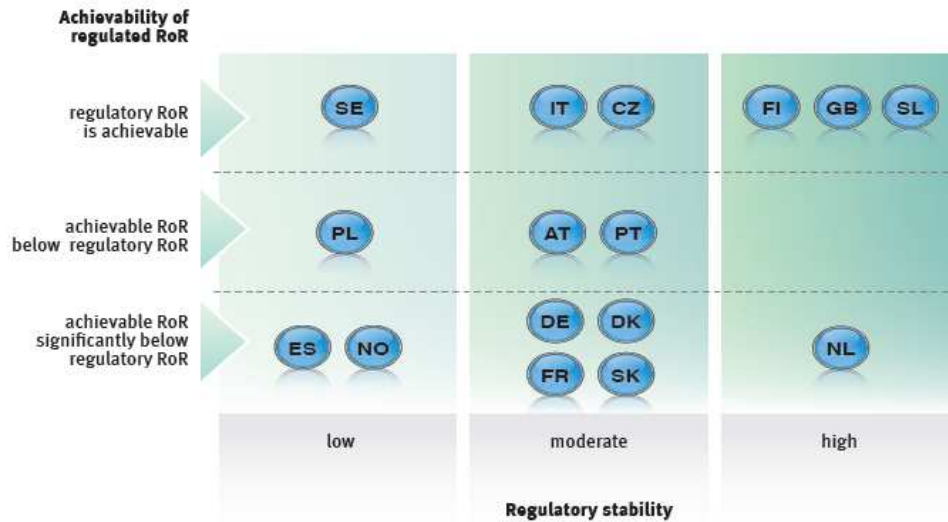 Achievability of
regulated RoR
regulatory RoR
is achievable
SE
IT CZ
FI GB SL
achievable RoR
below regulatory RoR
PL
AT PT
achievable RoR
significantly below
regulatory RoR
ES NO
DE DK
FR SK
NL
low
moderate
high
Regulatory stability